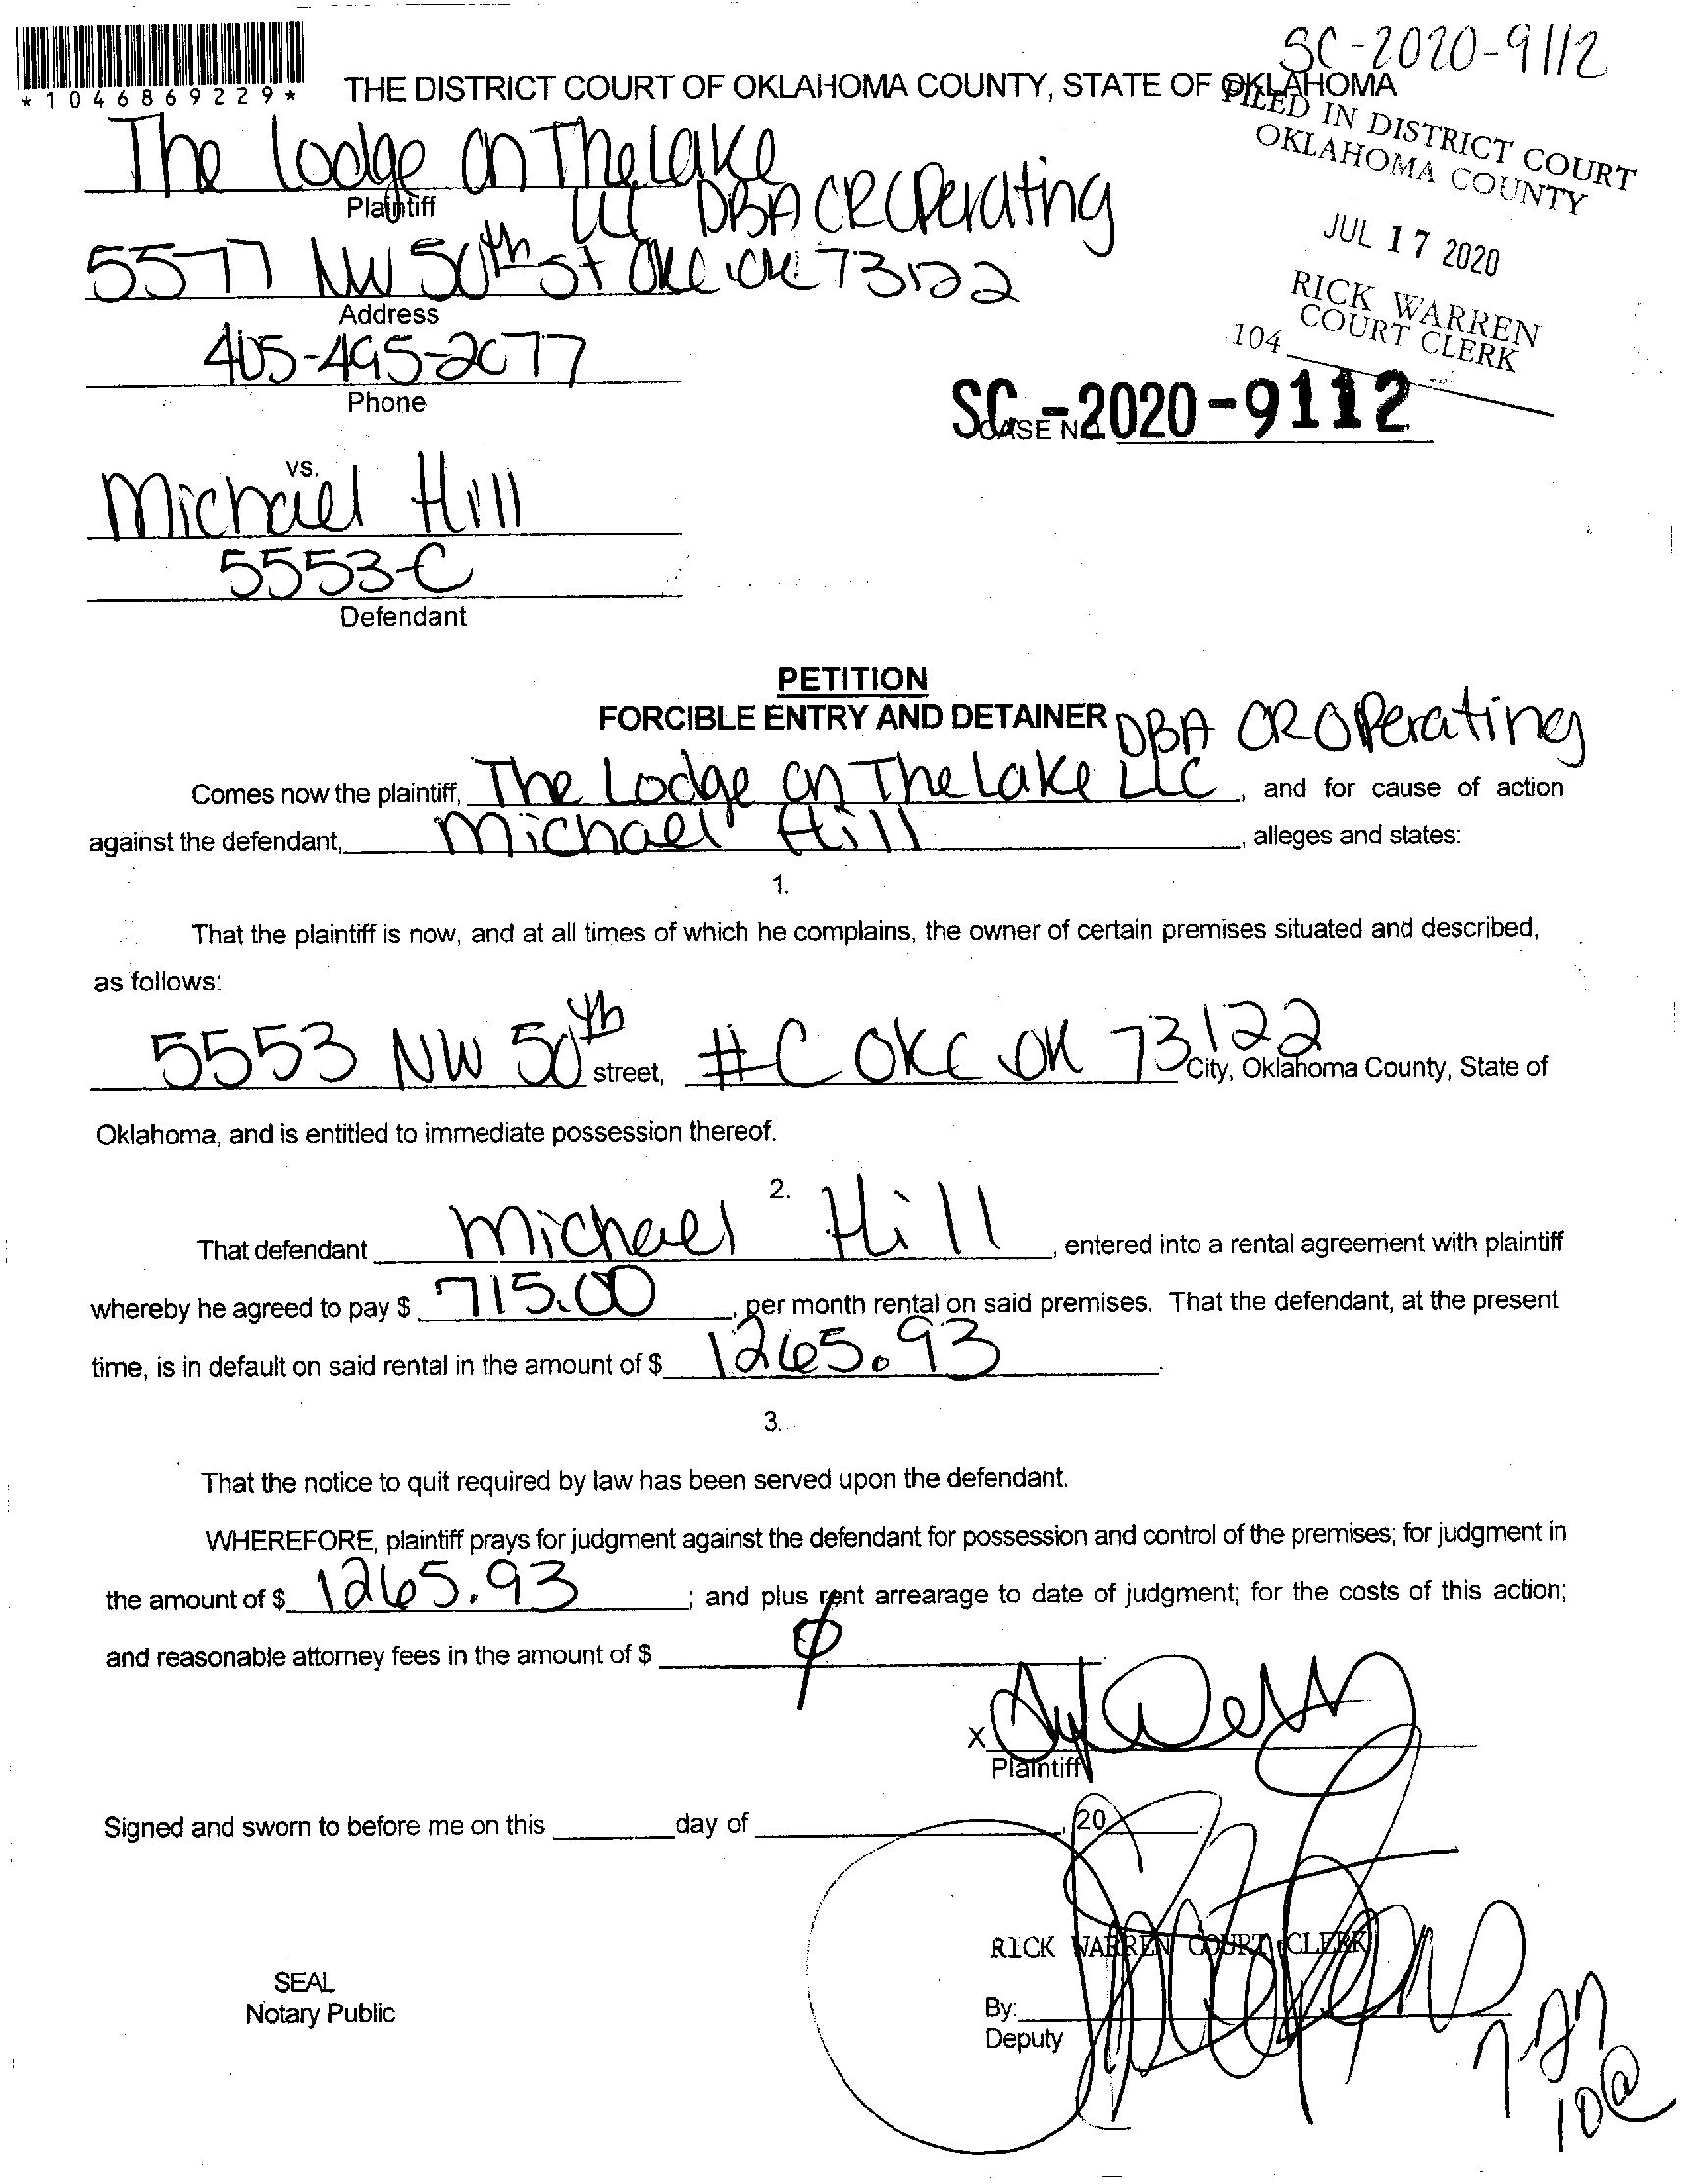 SC-2020-9112
*1046869229*
THE DISTRICT COURT OF OKLAHOMA COUNTY, STATE OF OKLAHOMA
FILED IN DISTRICT COURT
OKLAHOMA COUNTY
JUL 17 2020
RICK WARREN
COURT CLERK
104
The Lodge on The Lake
LLC DBA CR Operating
Plaintiff
5577 NW 50th St OKC OK 73122
Address
405-495-2077
Phone
SC-2020-9112
CASE NO.
vs.
Michael Hill
5553-C
Defendant
PETITION
FORCIBLE ENTRY AND DETAINER
DBA CR Operating
Comes now the plaintiff, The Lodge on The Lake LLC, and for cause of action
against the defendant, Michael Hill, alleges and states:
1.
That the plaintiff is now, and at all times of which he complains, the owner of certain premises situated and described,
as follows:
5553 NW 50th street, #C OKC OK 73122 City, Oklahoma County, State of
Oklahoma, and is entitled to immediate possession thereof.
2.
That defendant Michael Hill, entered into a rental agreement with plaintiff
whereby he agreed to pay $ 715.00, per month rental on said premises. That the defendant, at the present
time, is in default on said rental in the amount of $ 1265.93.
3.
That the notice to quit required by law has been served upon the defendant.
WHEREFORE, plaintiff prays for judgment against the defendant for possession and control of the premises; for judgment in
the amount of $ 1265.93; and plus rent arrearage to date of judgment; for the costs of this action;
and reasonable attorney fees in the amount of $ ϕ
X
Plaintiff
Signed and sworn to before me on this day of , 20
RICK WARREN COURT CLERK
SEAL
Notary Public
By:
Deputy
7-27
10@